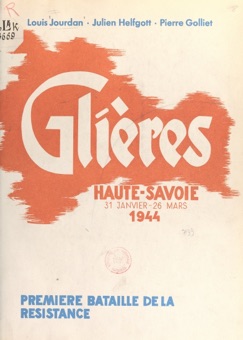 Louis Jourdan · Julien Helfgott · Pierre Golliet
Glières
HAUTE-SAVOIE
31 JANVIER-26 MARS
1944
PREMIERE BATAILLE DE LA
RESISTANCE